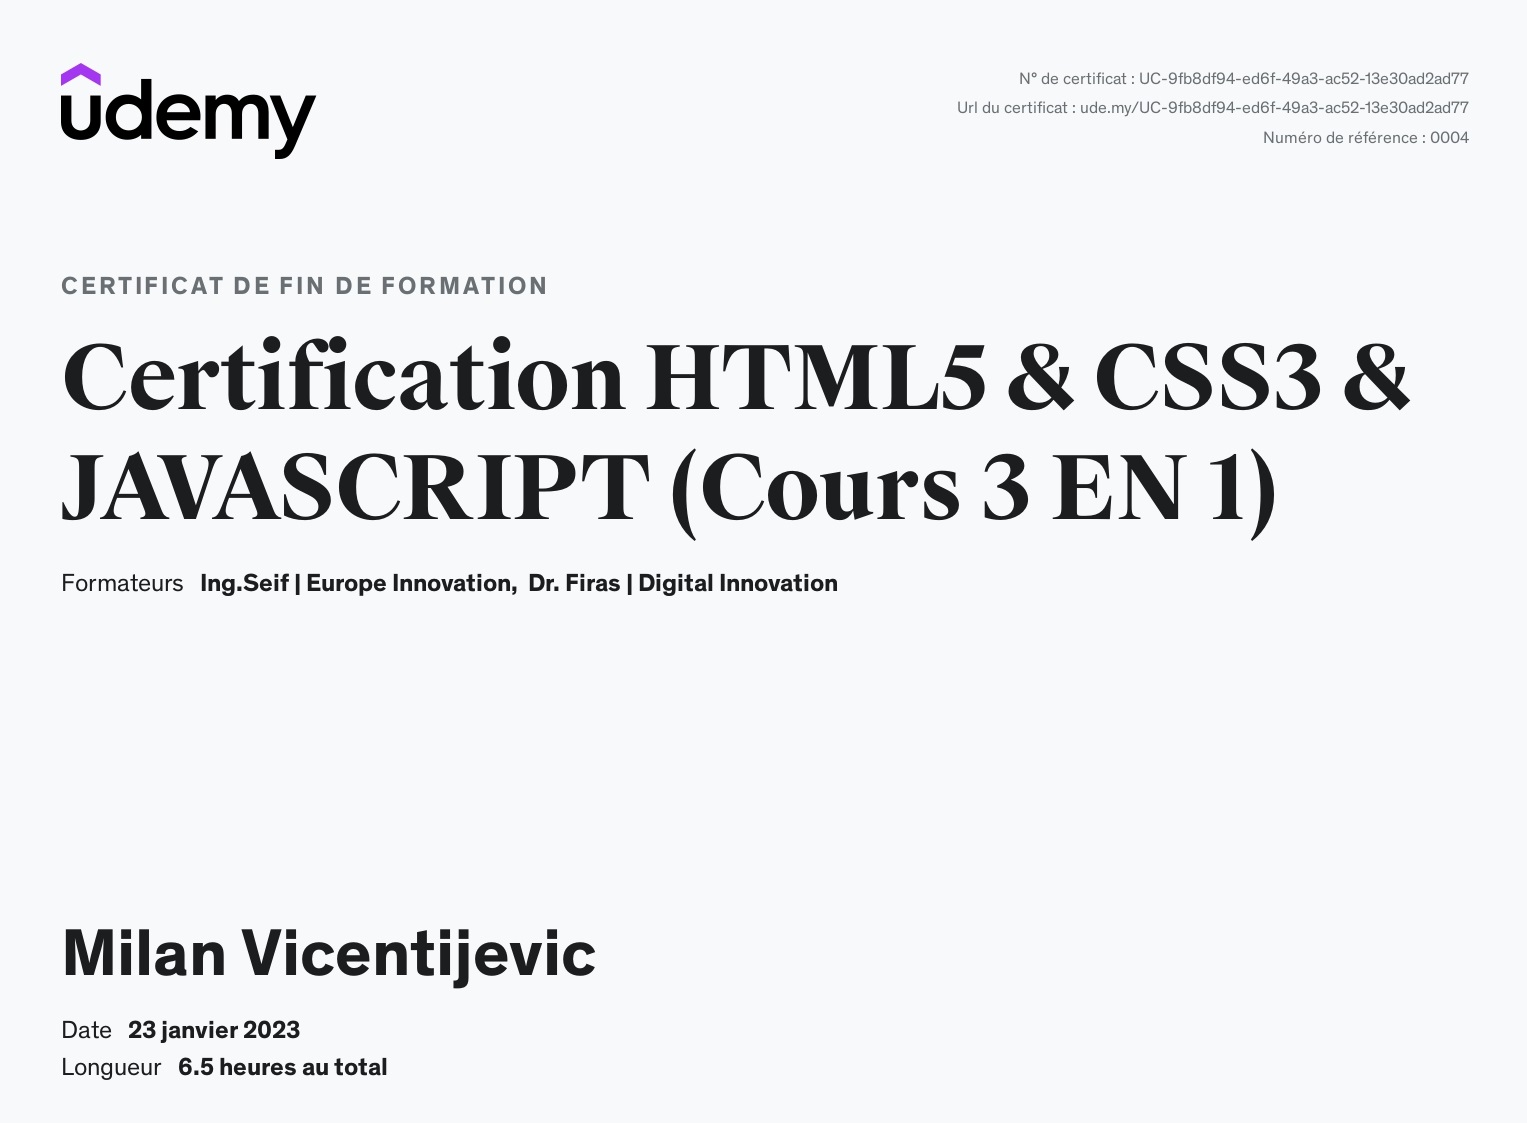 udemy
N° de certificat : UC-9fb8df94-ed6f-49a3-ac52-13e30ad2ad77
Url du certificat : ude.my/UC-9fb8df94-ed6f-49a3-ac52-13e30ad2ad77
Numéro de référence : 0004
CERTIFICAT DE FIN DE FORMATION
Certification HTML5 & CSS3 &
JAVASCRIPT (Cours 3 EN 1)
Formateurs Ing.Seif | Europe Innovation, Dr. Firas | Digital Innovation
Milan Vicentijevic
Date 23 janvier 2023
Longueur 6.5 heures au total